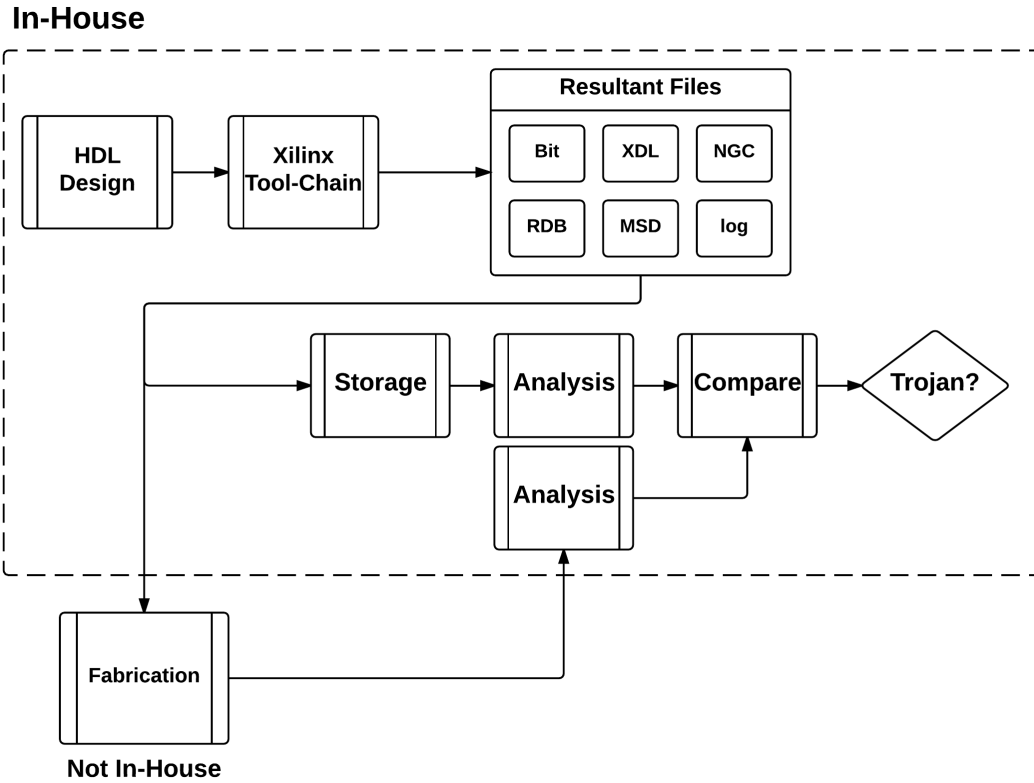 In-House
HDL
Design
Xilinx
Tool-Chain
Resultant Files
Bit
XDL
NGC
RDB
MSD
log
Storage
Analysis
Compare
Trojan?
Analysis
Fabrication
Not In-House